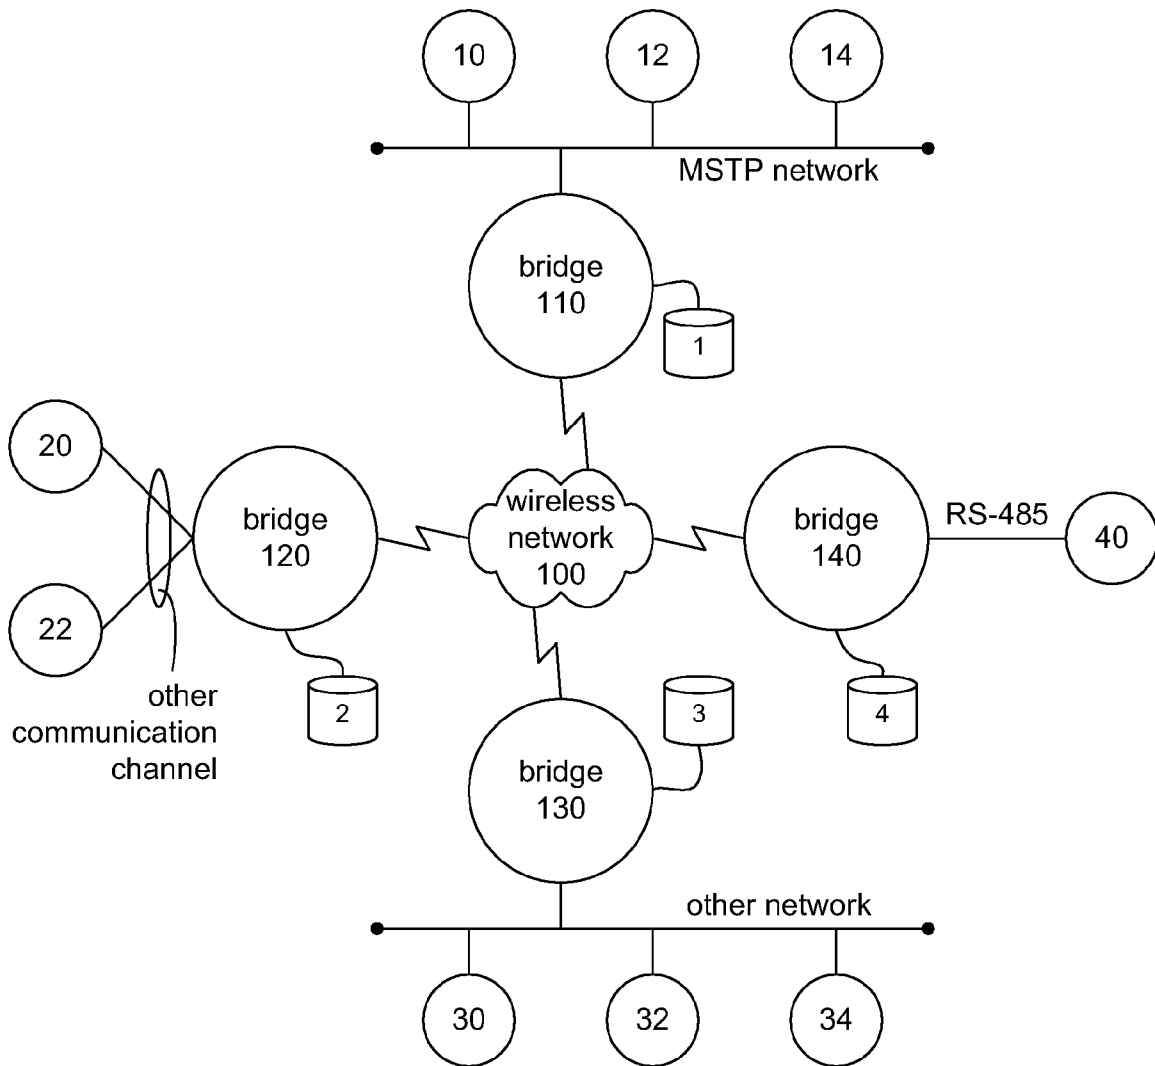 10
12
14
MSTP network
bridge
110
1
20
22
bridge
120
wireless
network
100
bridge
140
RS-485
40
other
communication
channel
2
3
4
bridge
130
other network
30
32
34